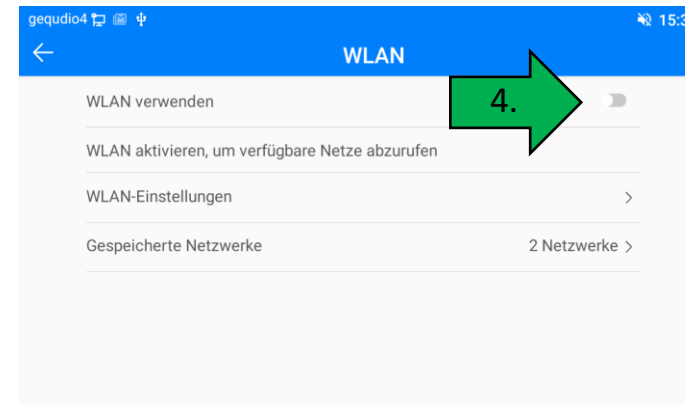 gequdio4 15:3
WLAN
WLAN verwenden
4.
WLAN aktivieren, um verfügbare Netze abzurufen
WLAN-Einstellungen
Gespeicherte Netzwerke 2 Netzwerke